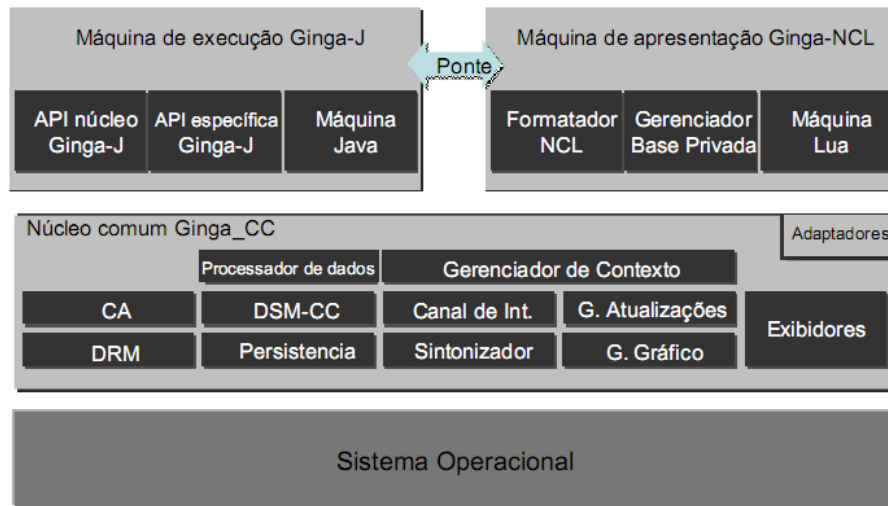 Máquina de execução Ginga-J
Máquina de apresentação Ginga-NCL
Ponte
API núcleo
Ginga-J
API específica
Ginga-J
Máquina
Java
Formatador
NCL
Gerenciador
Base Privada
Máquina
Lua
Núcleo comum Ginga_CC
Adaptadores
Processador de dados
Gerenciador de Contexto
CA
DSM-CC
Canal de Int.
G. Atualizações
Exibidores
DRM
Persistencia
Sintonizador
G. Gráfico
Sistema Operacional